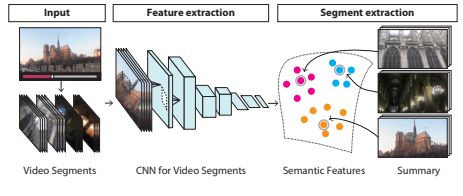 Input
Feature extraction
Segment extraction
Video Segments
CNN for Video Segments
Semantic Features
Summary